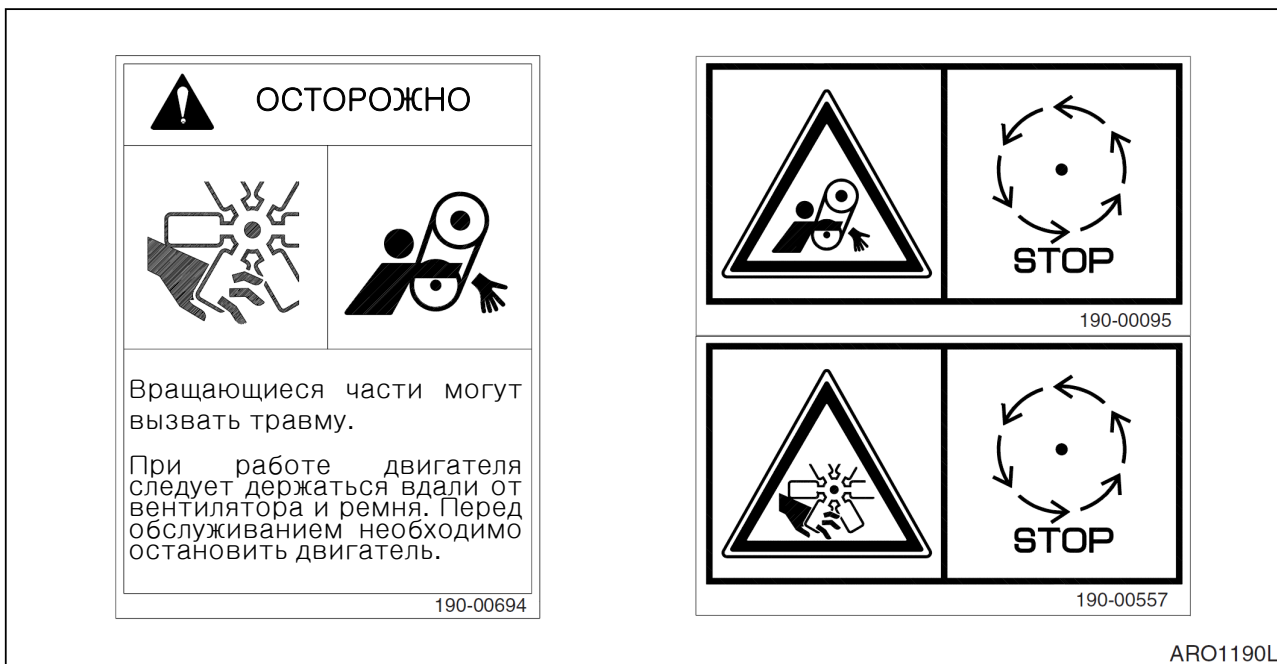 ОСТОРОЖНО
Вращающиеся части могут
вызвать травму.
При работе двигателя
следует держаться вдали от
вентилятора и ремня. Перед
обслуживанием необходимо
остановить двигатель.
190-00694
STOP
190-00095
STOP
190-00557
ARO1190L